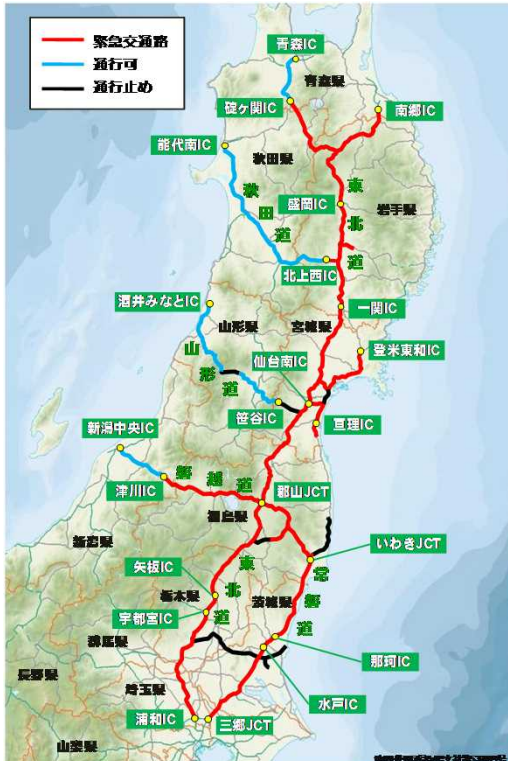 緊急交通路
通行可
通行止め
青森IC
青森県
碇ヶ関IC
南郷IC
能代南IC
秋田県
秋田道
東北道
盛岡IC
岩手県
北上西IC
酒井みなとIC
山形県
宮城県
一関IC
山形道
仙台南IC
登米東和IC
笹谷IC
亘理IC
新潟中央IC
磐越道
津川IC
郡山JCT
福島県
新潟県
いわきJCT
矢板IC
東北道
常磐道
栃木県
茨城県
宇都宮IC
群馬県
那珂IC
長野県
埼玉県
水戸IC
浦和IC
三郷JCT
山梨県